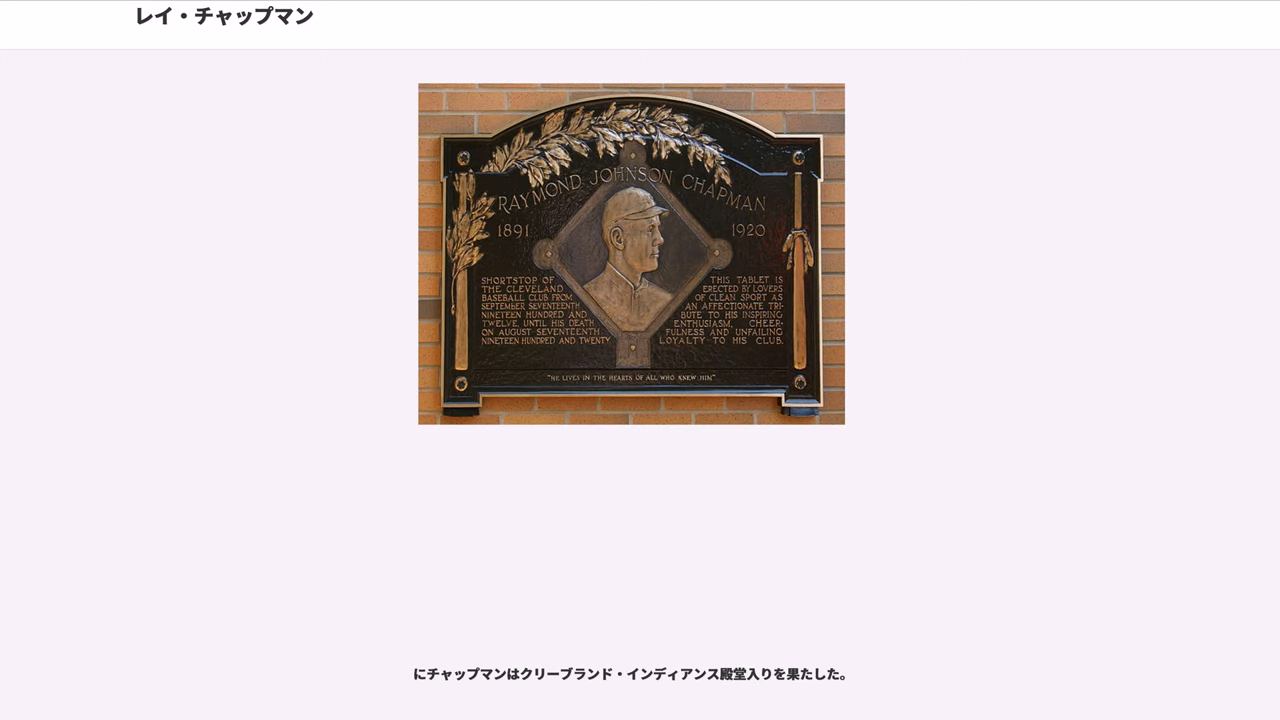 レイ・チャップマン
RAYMOND JOHNSON CHAPMAN
1891
1920
SHORTSTOP OF
THE CLEVELAND
BASEBALL CLUB FROM
SEPTEMBER SEVENTEENTH
NINETEEN HUNDRED AND
TWELVE, UNTIL HIS DEATH
ON AUGUST SEVENTEENTH
NINETEEN HUNDRED AND TWENTY
THIS TABLET IS
ERECTED BY LOVERS
OF CLEAN SPORT AS
AN AFFECTIONATE TRI-
BUTE TO HIS INSPIRING
ENTHUSIASM, CHEER-
FULNESS AND UNFAILING
LOYALTY TO HIS CLUB.
"HE LIVES IN THE HEARTS OF ALL WHO KNEW HIM"
にチャップマンはクリーブランド・インディアンス殿堂入りを果たした。